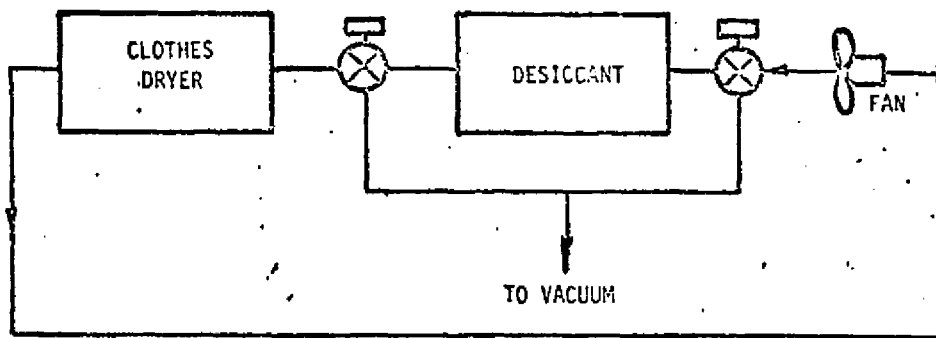 CLOTHES
DRYER
DESICCANT
FAN
TO VACUUM